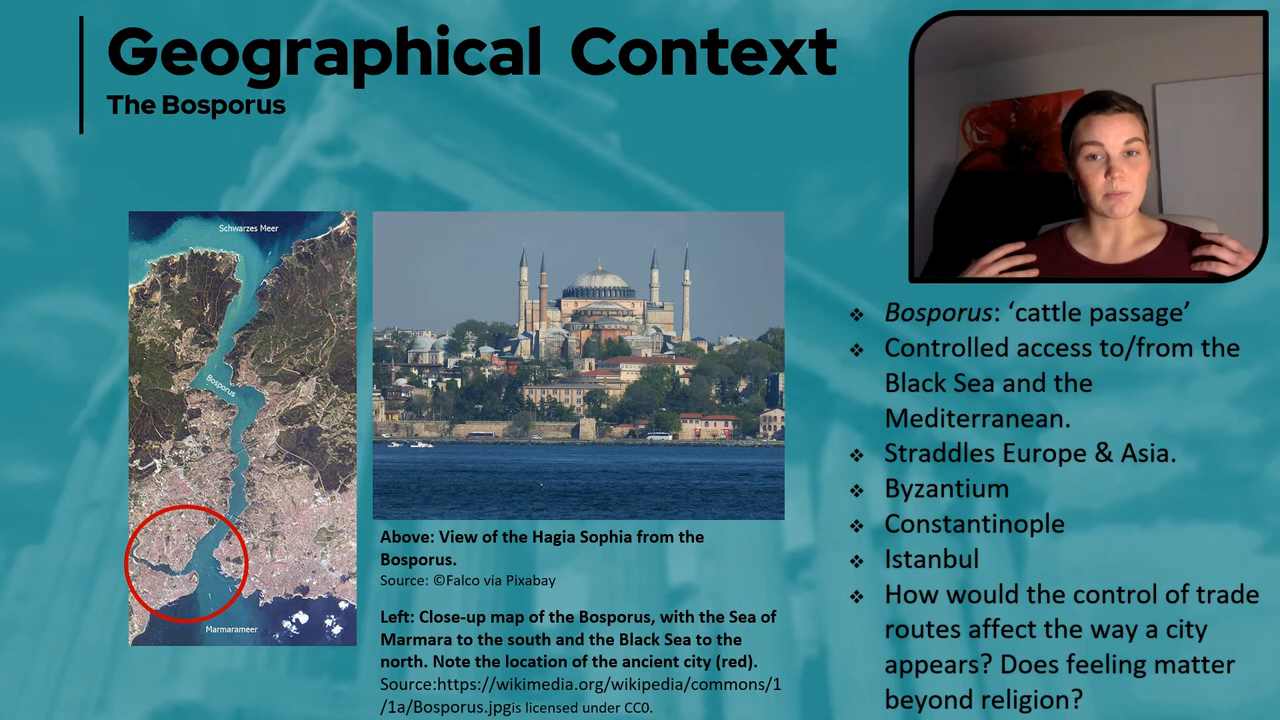 Geographical Context
The Bosporus
Schwarzes Meer
Bosporus
Marmarameer
Above: View of the Hagia Sophia from the
Bosporus.
Source: ©Falco via Pixabay
Left: Close-up map of the Bosporus, with the Sea of
Marmara to the south and the Black Sea to the
north. Note the location of the ancient city (red).
Source:https://wikimedia.org/wikipedia/commons/1
/1a/Bosporus.jpgis licensed under CC0.
❖ Bosporus: ‘cattle passage’
❖ Controlled access to/from the
Black Sea and the
Mediterranean.
❖ Straddles Europe & Asia.
❖ Byzantium
❖ Constantinople
❖ Istanbul
❖ How would the control of trade
routes affect the way a city
appears? Does feeling matter
beyond religion?